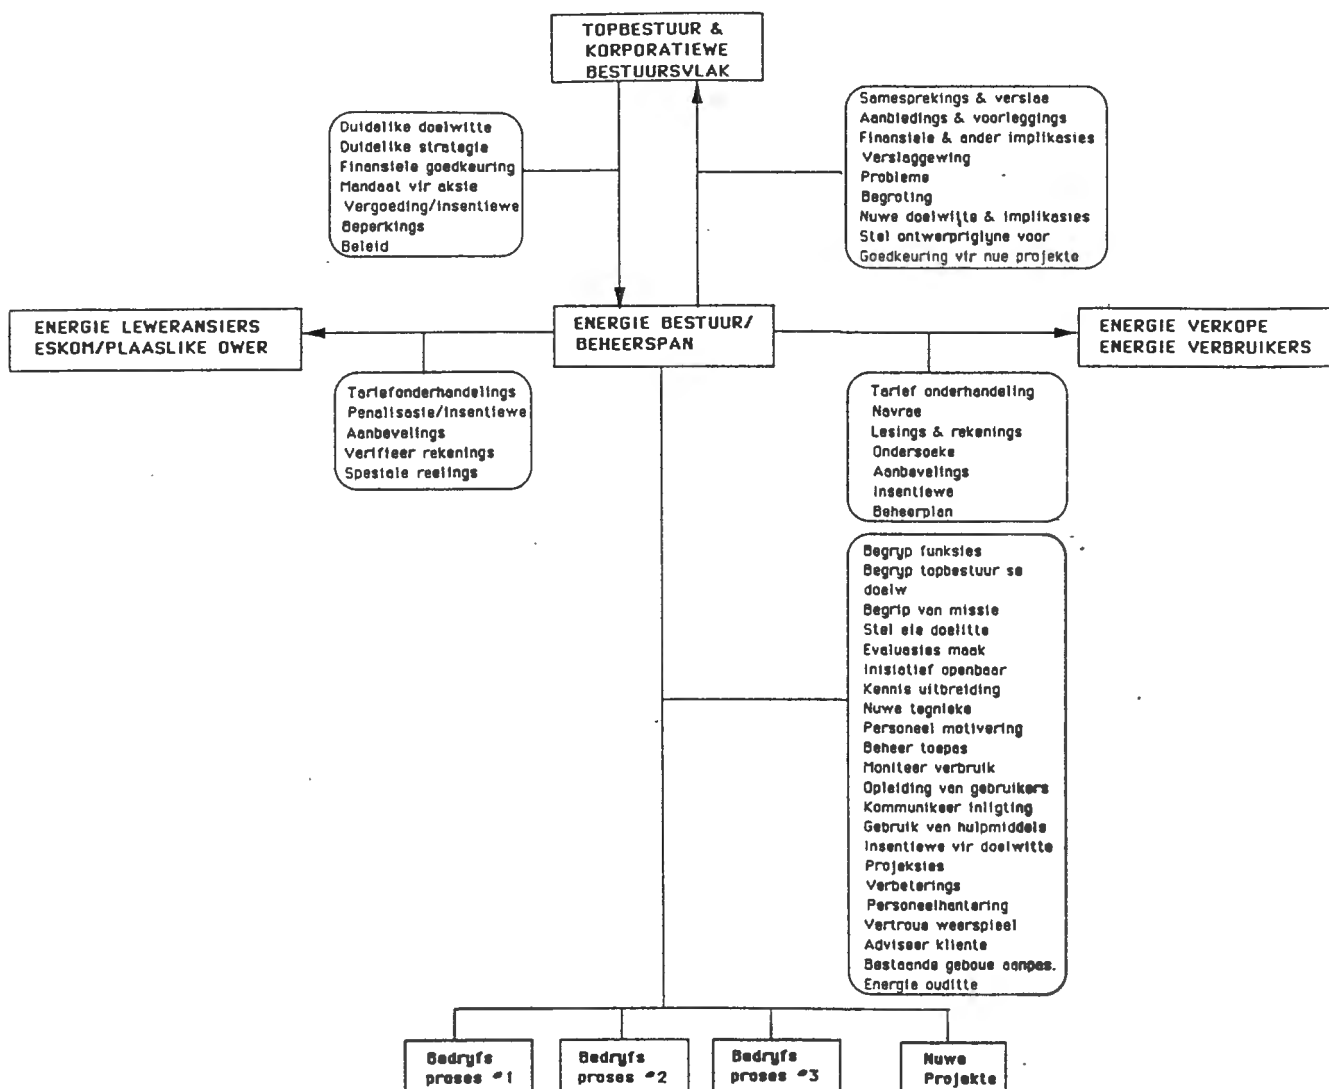 TOPBESTUUR &
KORPORATIEWE
BESTUURSVLAK
Duidelike doelwitte
Duidelike strategie
Finansiele goedkeuring
Mandaat vir aksie
Vergoeding/insentiewe
Beperkings
Beleid
Samesprekings & verslae
Aanbiedings & voorleggings
Finansiele & ander implikasies
Verslaggewing
Probleme
Begroting
Nuwe doelwitte & implikasies
Stel ontwerpriglyne voor
Goedkeuring vir nue projekte
ENERGIE LEWERANSIERS
ESKOM/PLAASLIKE OWER
ENERGIE BESTUUR/
BEHEERSPAN
ENERGIE VERKOPE
ENERGIE VERBRUIKERS
Tariefonderhandelings
Penalisasie/insentiewe
Aanbevelings
Verifieer rekenings
Spesiale reelings
Tarief onderhandeling
Navrae
Lesings & rekenings
Ondersoeke
Aanbevelings
Insentiewe
Beheerplan
Begryp funksies
Begryp topbestuur se
doelw
Begrip van missie
Stel eie doelitte
Evaluasies maak
Inisiatief openbaar
Kennis uitbreiding
Nuwe tegnieke
Personeel motivering
Beheer toepas
Moniteer verbruik
Opleiding van gebruikers
Kommunikeer inligting
Gebruik van hulpmiddels
Insentiewe vir doelwitte
Projeksies
Verbeterings
Personeelhantering
Vertroue weerspieel
Adviseer kliente
Bestaande geboue aanpas.
Energie ouditte
Bedryfs
proses #1
Bedryfs
proses #2
Bedryfs
proses #3
Nuwe
Projekte